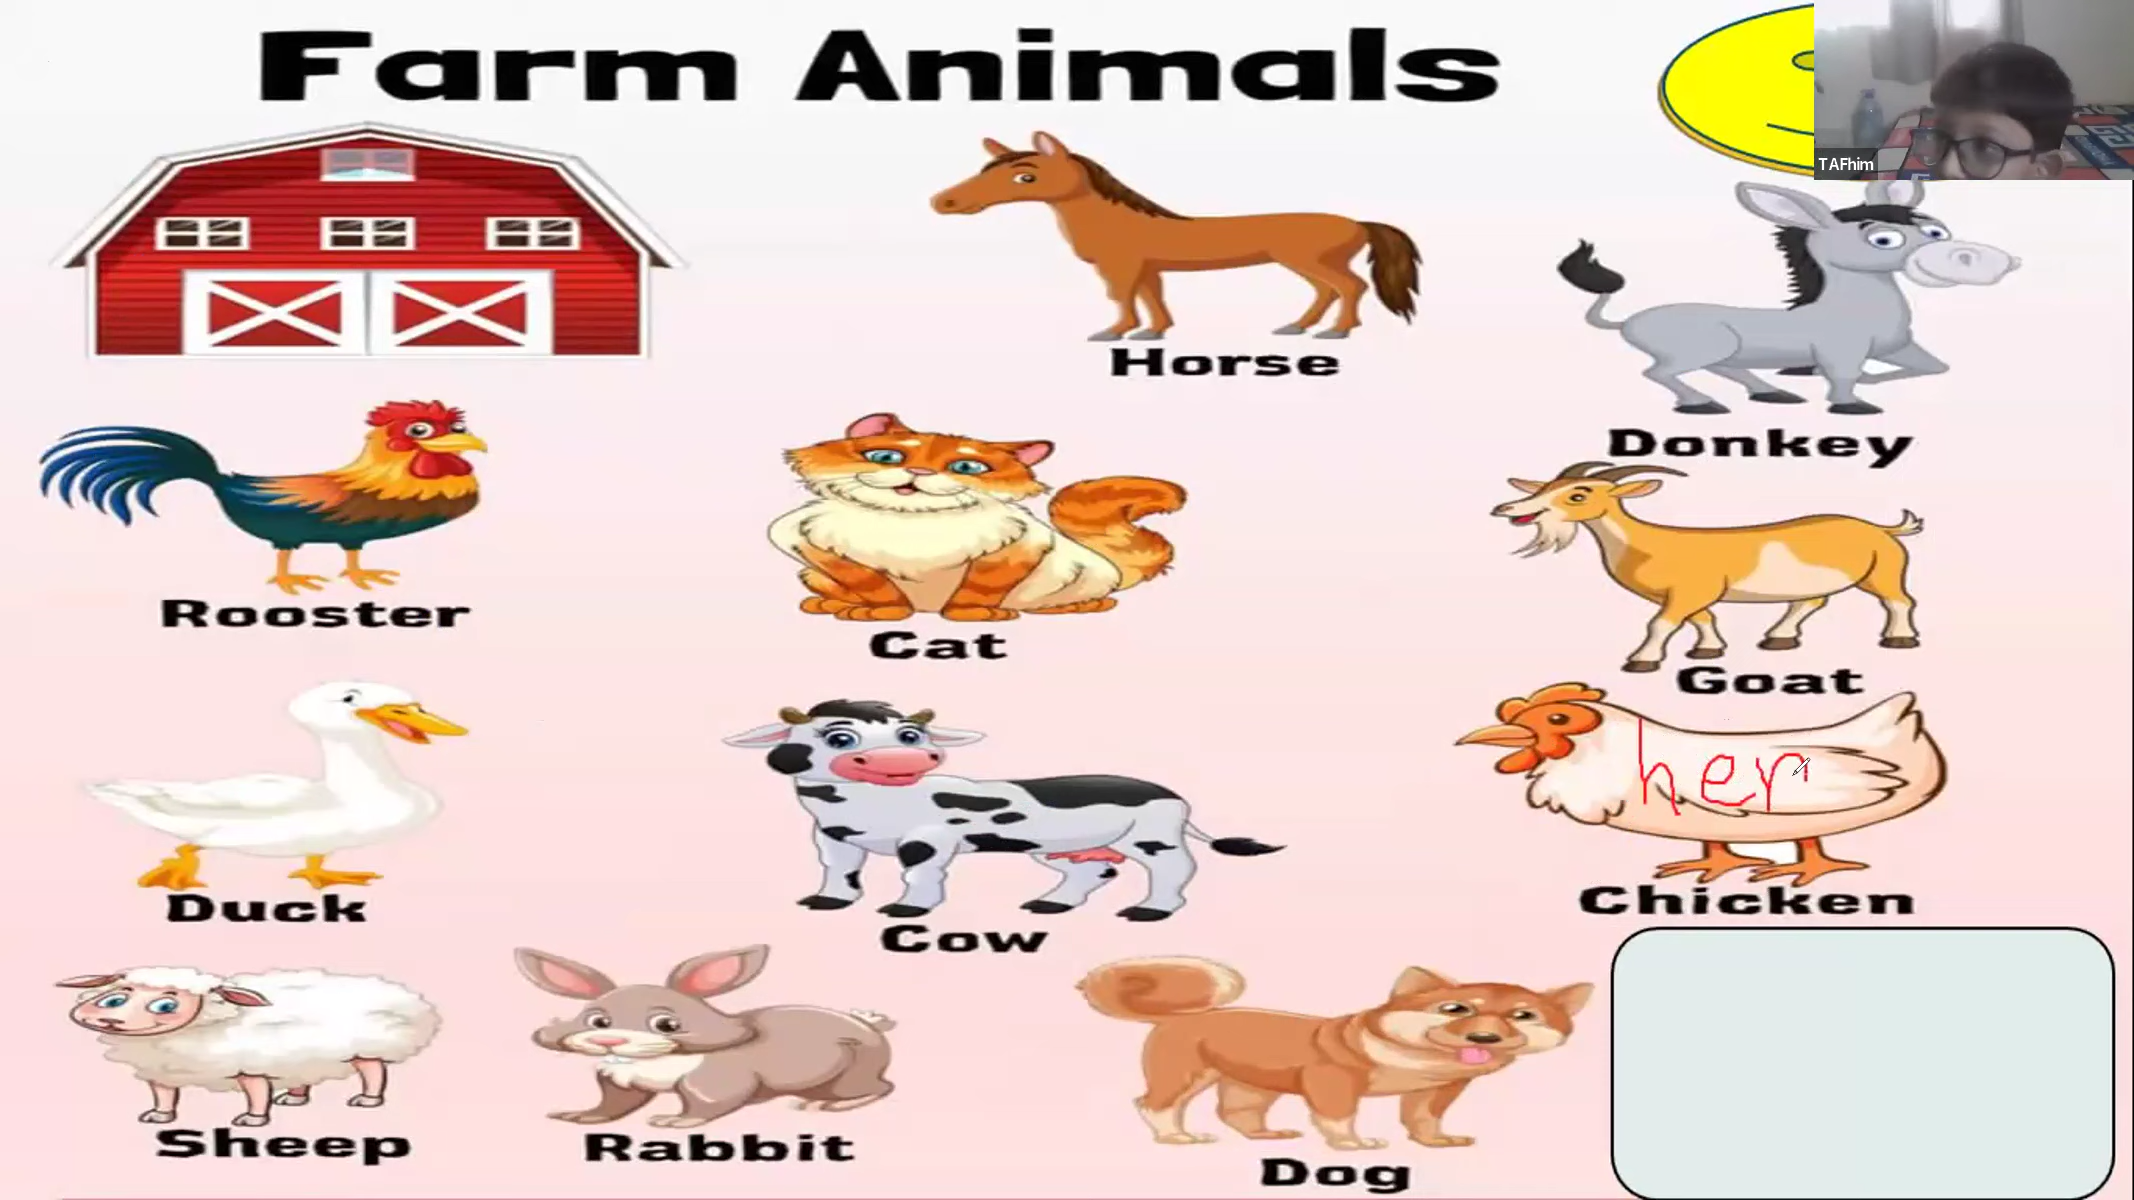 Farm Animals
TAFhim
Horse
Donkey
Rooster
Cat
Goat
her
Duck
Cow
Chicken
Sheep
Rabbit
Dog